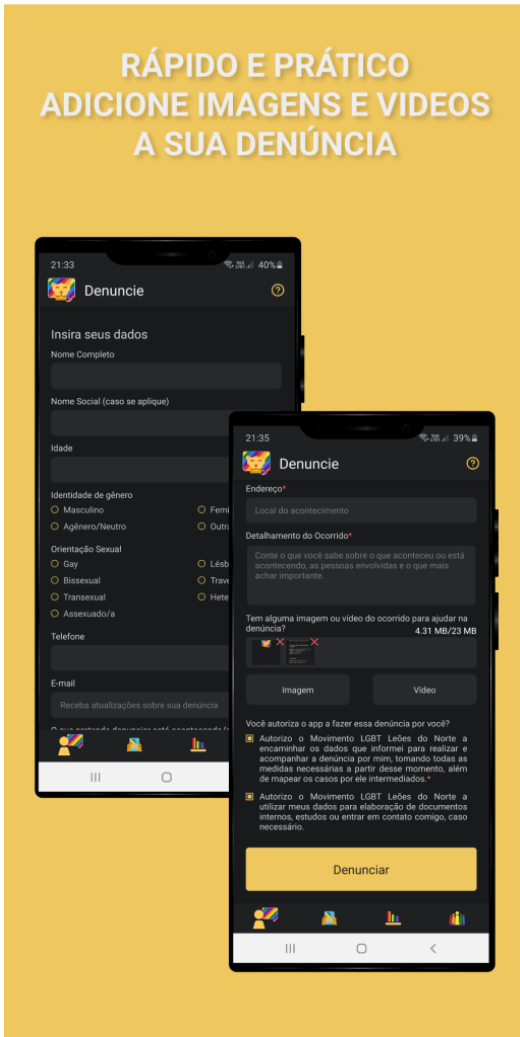 RÁPIDO E PRÁTICO
ADICIONE IMAGENS E VIDEOS
A SUA DENÚNCIA
21:33
40%
Denuncie
Insira seus dados
Nome Completo
Nome Social (caso se aplique)
Idade
Identidade de gênero
Masculino
Agênero/Neutro
Orientação Sexual
Gay
Bissexual
Transexual
Hete
Assexuado/a
Telefone
E-mail
Receba atualizações sobre sua denúncia
21:35
39%
Denuncie
Endereço*
Local do acontecimento
Detalhamento do Ocorrido*
Conte o que você sabe sobre o que aconteceu ou está
acontecendo, as pessoas envolvidas e o que mais
achar importante.
Tem alguma imagem ou vídeo do ocorrido para ajudar na
denúncia?
4.31 MB/23 MB
Imagem Vídeo
Você autoriza o app a fazer essa denúncia por você?
Autorizo o Movimento LGBT Leões do Norte a
encaminhar os dados que informei para realizar e
acompanhar a denúncia por mim, tomando todas as
medidas necessárias a partir desse momento, além
de mapear os casos por ele intermediados.*
Autorizo o Movimento LGBT Leões do Norte a
utilizar meus dados para elaboração de documentos
internos, estudos ou entrar em contato comigo, caso
necessário.
Denunciar